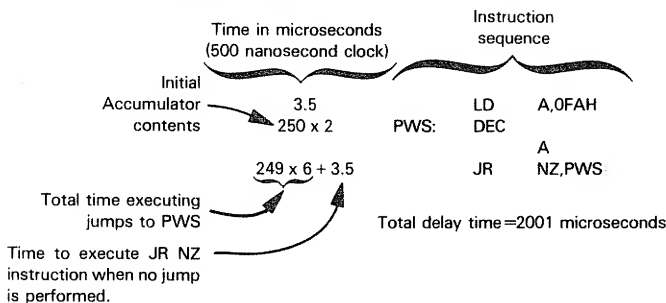 Time in microseconds
(500 nanosecond clock)
Instruction
sequence
Initial
Accumulator
contents
3.5 LD A,0FAH
250 x 2 PWS: DEC
A
249 x 6 + 3.5 JR NZ,PWS
Total time executing
jumps to PWS
Total delay time=2001 microseconds
Time to execute JR NZ
instruction when no jump
is performed.